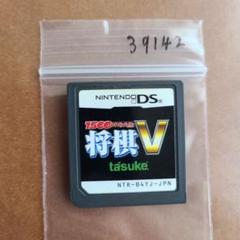 39142
NINTENDO DS
将棋V
tasuke
NTR-B4YJ-JPN